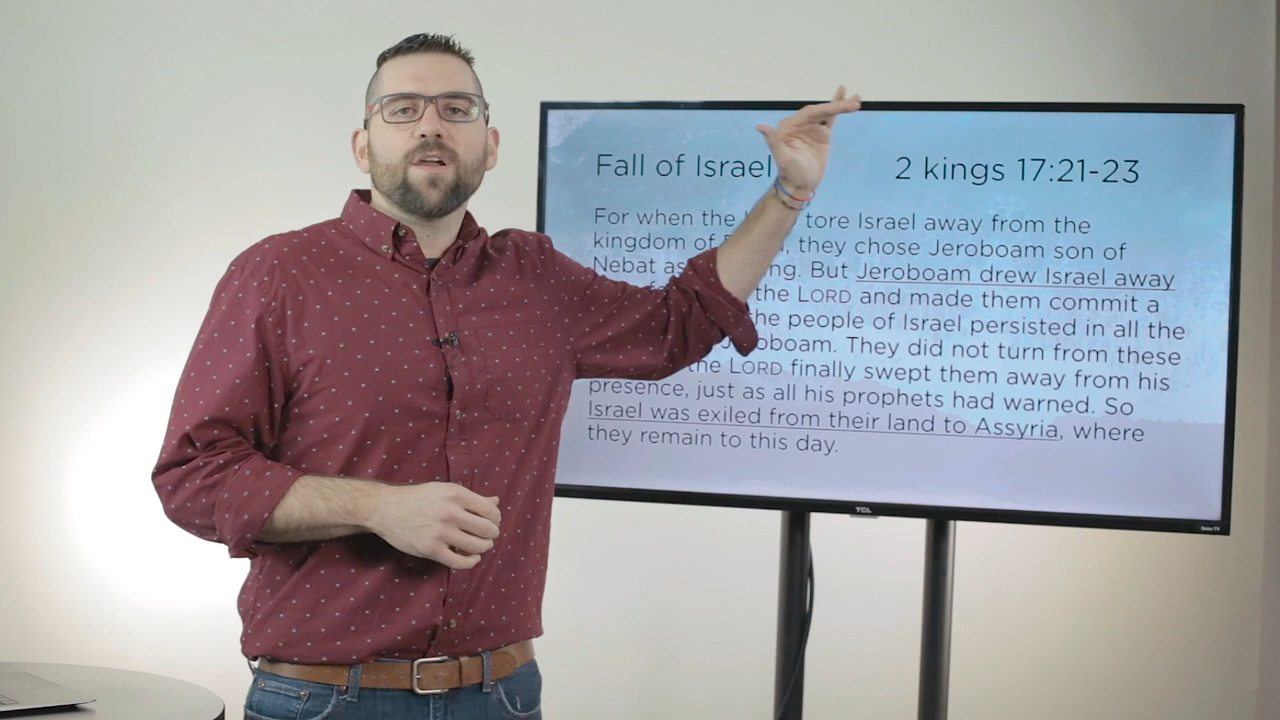 Fall of Israel 2 kings 17:21-23
For when the tore Israel away from the
kingdom of they chose Jeroboam son of
Nebat as But Jeroboam drew Israel away
the LORD and made them commit a
the people of Israel persisted in all the
Jeroboam. They did not turn from these
the LORD finally swept them away from his
presence, just as all his prophets had warned. So
Israel was exiled from their land to Assyria, where
they remain to this day.
TCL
Roku TV